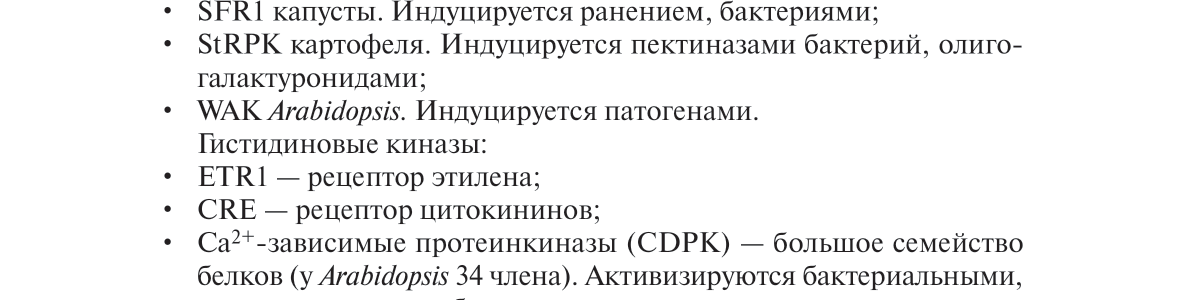 • SFR1 капусты. Индуцируется ранением, бактериями;
• StRPK картофеля. Индуцируется пектиназами бактерий, олиго-
галактуронидами;
• WAK Arabidopsis. Индуцируется патогенами.
Гистидиновые киназы:
• ETR1 — рецептор этилена;
• CRE — рецептор цитокининов;
• Ca²⁺-зависимые протеинкиназы (CDPK) — большое семейство
белков (у Arabidopsis 34 члена). Активизируются бактериальными,